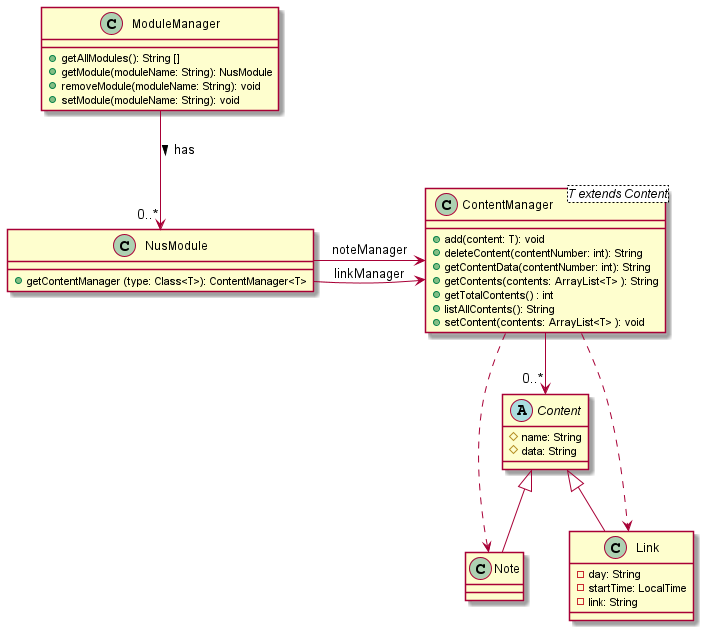 C ModuleManager
getAllModules(): String []
getModule(moduleName: String): NusModule
removeModule(moduleName: String): void
setModule(moduleName: String): void
has
0..*
C NusModule
getContentManager (type: Class<T>): ContentManager<T>
noteManager
linkManager
T extends Content
C ContentManager
add(content: T): void
deleteContent(contentNumber: int): String
getContentData(contentNumber: int): String
getContents(contents: ArrayList<T> ): String
getTotalContents() : int
listAllContents(): String
setContent(contents: ArrayList<T> ): void
0..*
A Content
name: String
data: String
C Note
C Link
day: String
startTime: LocalTime
link: String